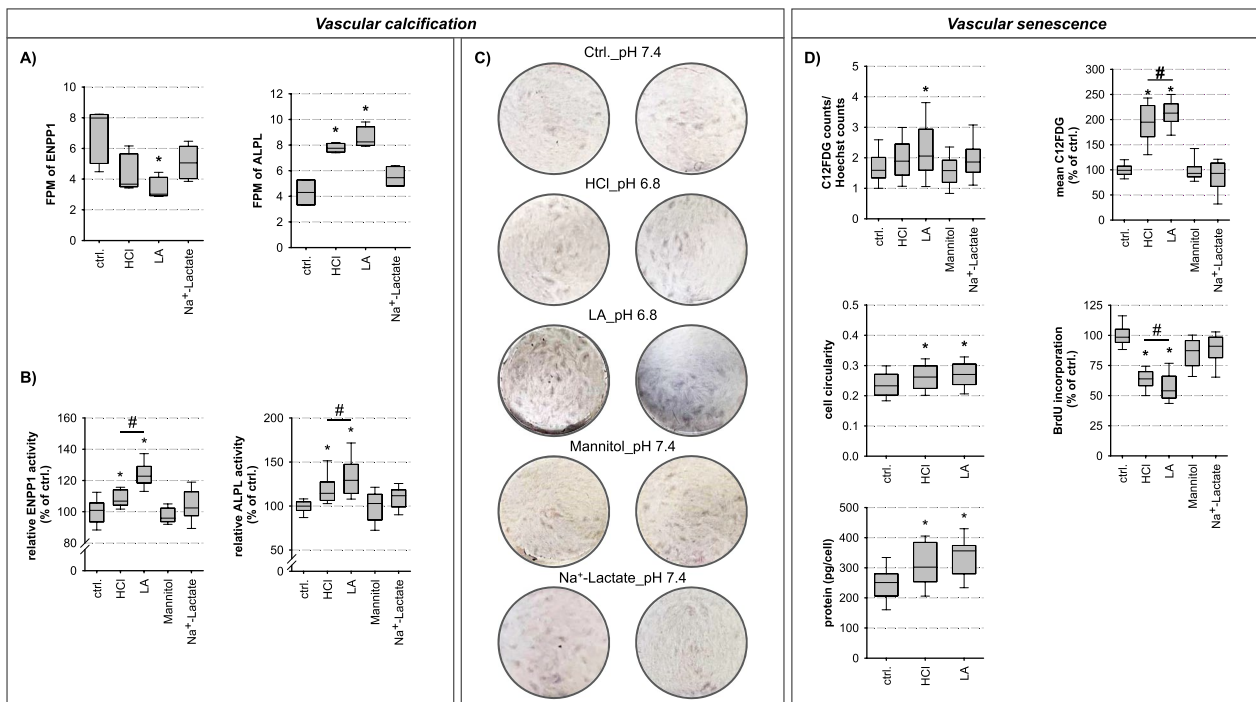 Vascular calcification
Vascular senescence
A)
FPM of ENPP1
10
8
6
4
2
0
ctrl.
HCl
LA
Na+-Lactate
FPM of ALPL
12
10
8
6
4
2
0
*
*
*
ctrl.
HCl
LA
Na+-Lactate
B)
relative ENPP1 activity
(% of ctrl.)
160
140
120
100
80
0
#
*
*
ctrl.
HCl
LA
Mannitol
Na+-Lactate
relative ALPL activity
(% of ctrl.)
200
150
100
50
0
#
*
*
ctrl.
HCl
LA
Mannitol
Na+-Lactate
C)
Ctrl._pH 7.4
HCl_pH 6.8
LA_pH 6.8
Mannitol_pH 7.4
Na+-Lactate_pH 7.4
D)
C12FDG counts/
Hoechst counts
5
4
3
2
1
0
*
ctrl.
HCl
LA
Mannitol
Na+-Lactate
mean C12FDG
(% of ctrl.)
300
250
200
150
100
50
0
#
*
*
ctrl.
HCl
LA
Mannitol
Na+-Lactate
cell circularity
0.5
0.4
0.3
0.2
0.1
0.0
*
*
ctrl.
HCl
LA
BrdU incorporation
(% of ctrl.)
125
100
75
50
25
0
#
*
*
ctrl.
HCl
LA
Mannitol
Na+-Lactate
protein (pg/cell)
500
400
300
200
100
0
*
*
ctrl.
HCl
LA